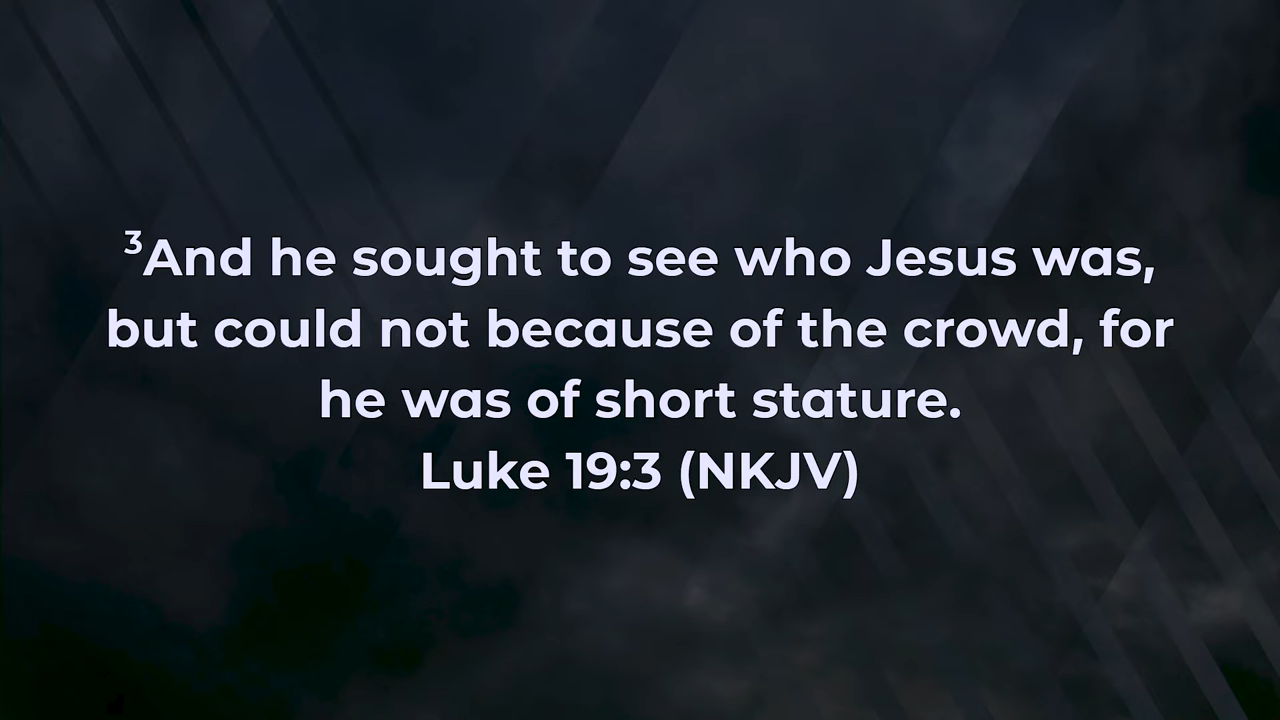 ³And he sought to see who Jesus was,
but could not because of the crowd, for
he was of short stature.
Luke 19:3 (NKJV)